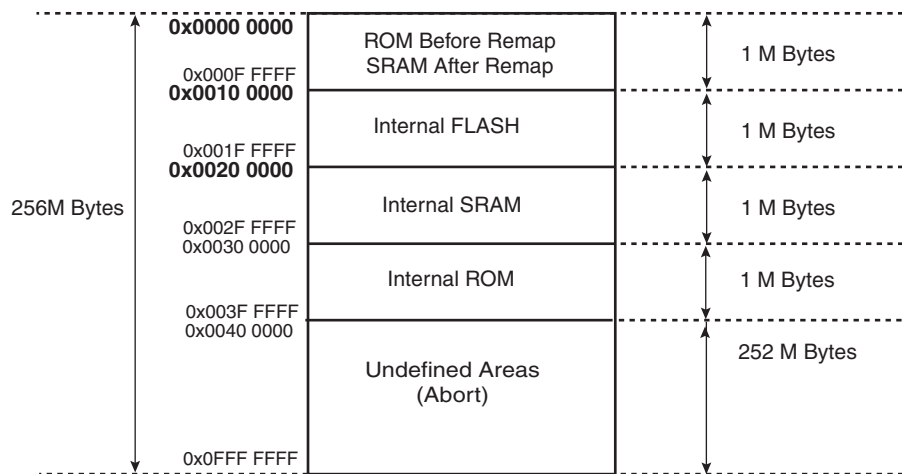 0x0000 0000
ROM Before Remap
SRAM After Remap
1 M Bytes
0x000F FFFF
0x0010 0000
Internal FLASH
1 M Bytes
0x001F FFFF
0x0020 0000
256M Bytes
Internal SRAM
1 M Bytes
0x002F FFFF
0x0030 0000
Internal ROM
1 M Bytes
0x003F FFFF
0x0040 0000
252 M Bytes
Undefined Areas
(Abort)
0x0FFF FFFF